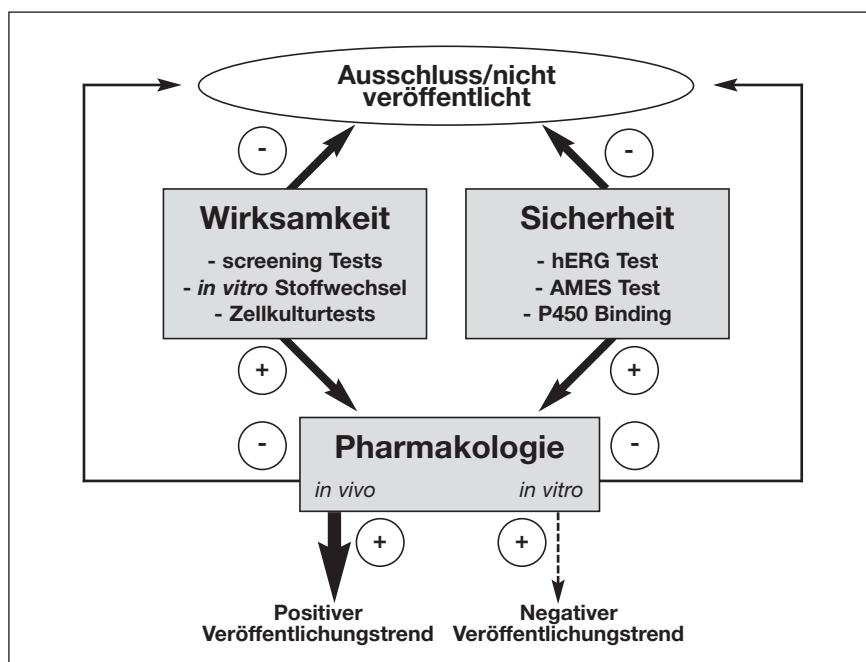 Ausschluss/nicht
veröffentlicht
-
-
Wirksamkeit
- screening Tests
- in vitro Stoffwechsel
- Zellkulturtests
Sicherheit
- hERG Test
- AMES Test
- P450 Binding
+
+
-
-
Pharmakologie
in vivo
in vitro
+
+
Positiver
Veröffentlichungstrend
Negativer
Veröffentlichungstrend